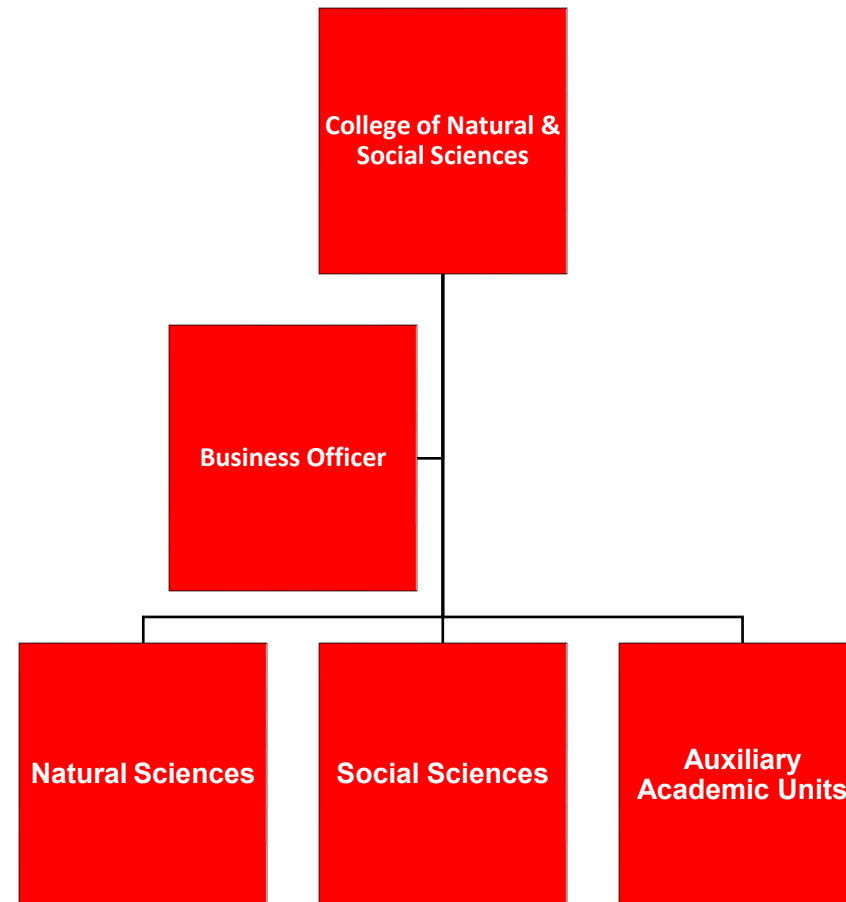 College of Natural &
Social Sciences
Business Officer
Natural Sciences
Social Sciences
Auxiliary
Academic Units